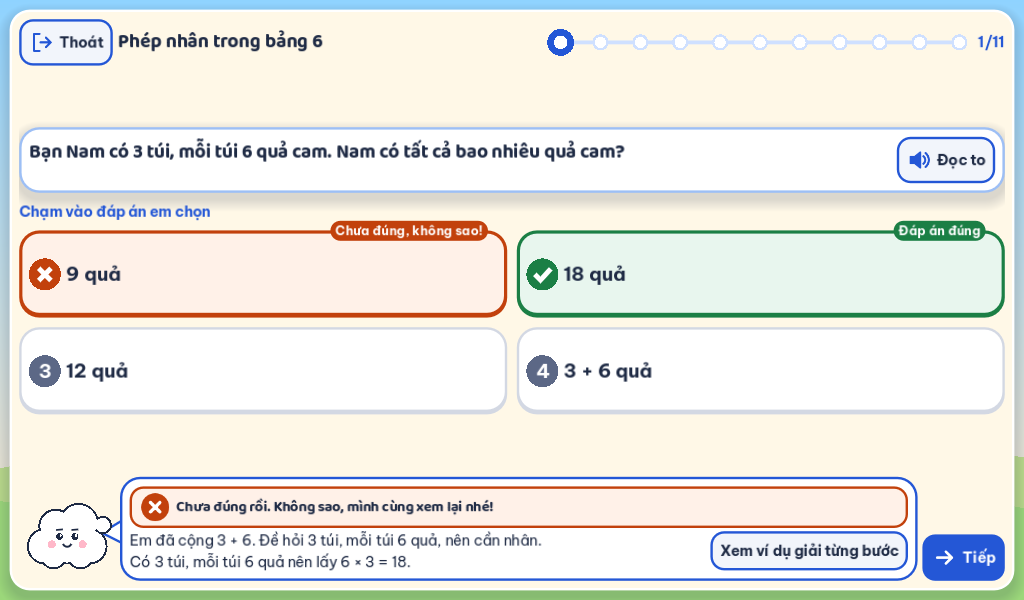 Thoát
Phép nhân trong bảng 6
1/11
Bạn Nam có 3 túi, mỗi túi 6 quả cam. Nam có tất cả bao nhiêu quả cam?
Đọc to
Chạm vào đáp án em chọn
Chưa đúng, không sao!
9 quả
Đáp án đúng
18 quả
3 12 quả
4 3 + 6 quả
Chưa đúng rồi. Không sao, mình cùng xem lại nhé!
Em đã cộng 3 + 6. Đề hỏi 3 túi, mỗi túi 6 quả, nên cần nhân.
Có 3 túi, mỗi túi 6 quả nên lấy 6 × 3 = 18.
Xem ví dụ giải từng bước
Tiếp